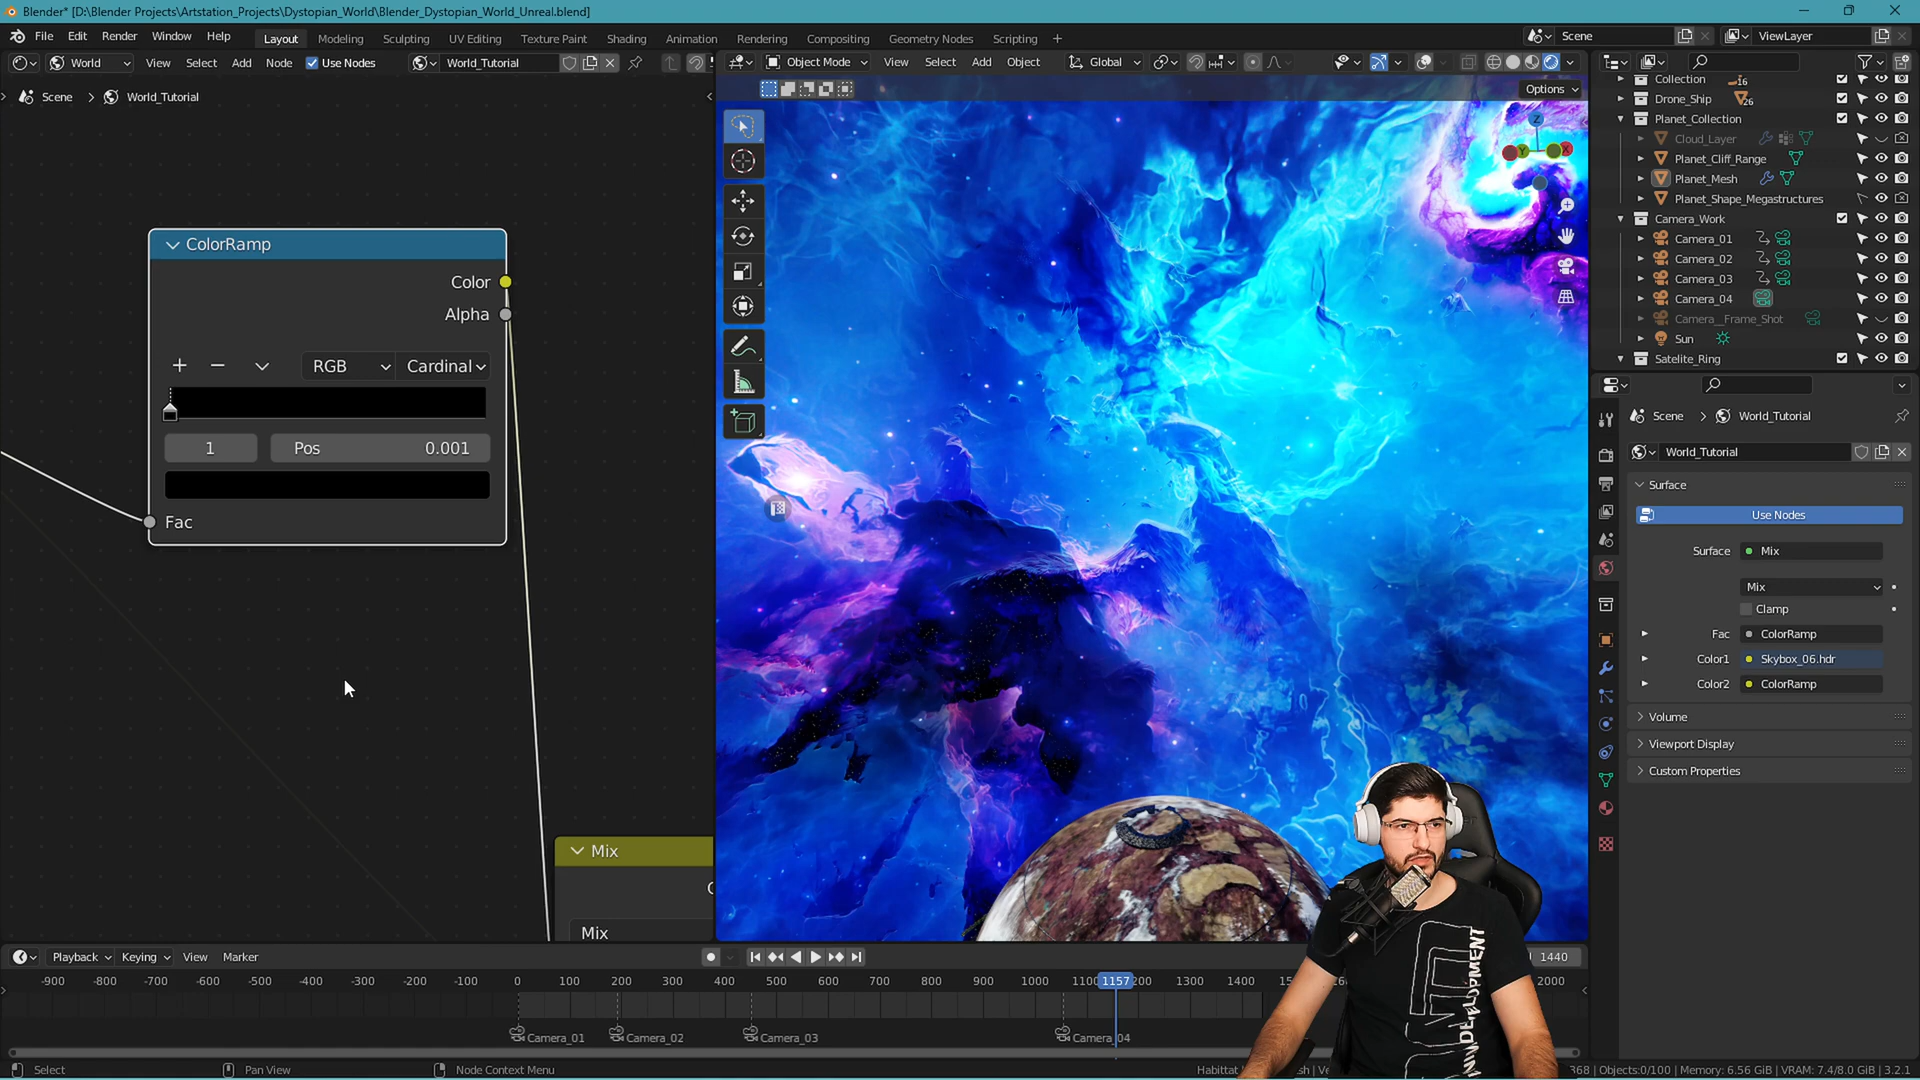 Blender* [D:\Blender Projects\Artstation_Projects\Dystopian_World\Blender_Dystopian_World_Unreal.blend]
File Edit Render Window Help Layout Modeling Sculpting UV Editing Texture Paint Shading Animation Rendering Compositing Geometry Nodes Scripting + Scene ViewLayer
World View Select Add Node Use Nodes World_Tutorial Object Mode View Select Add Object Global
Scene > World_Tutorial
Options
ColorRamp
Color
Alpha
RGB Cardinal
1 Pos 0.001
Fac
Mix
Mix
Z
Y X
Collection 16
Drone_Ship 26
Planet_Collection
Cloud_Layer
Planet_Cliff_Range
Planet_Mesh
Planet_Shape_Megastructures
Camera_Work
Camera_01
Camera_02
Camera_03
Camera_04
Camera__Frame_Shot
Sun
Satelite_Ring
Scene > World_Tutorial
World_Tutorial
Surface
Use Nodes
Surface Mix
Mix
Clamp
Fac ColorRamp
Color1 Skybox_06.hdr
Color2 ColorRamp
Volume
Viewport Display
Custom Properties
Playback Keying View Marker 1440
-900 -800 -700 -600 -500 -400 -300 -200 -100 0 100 200 300 400 500 600 700 800 900 1000 1157 1300 1400 2000
Camera_01 Camera_02 Camera_03 Camera_04
Select Pan View Node Context Menu 368 | Objects:0/100 | Memory: 6.56 GiB | VRAM: 7.4/8.0 GiB | 3.2.1